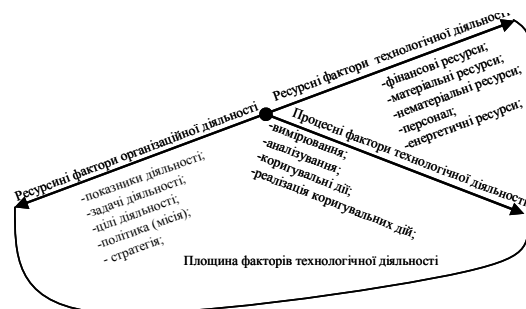 Ресурсні фактори технологічної діяльності
-фінансові ресурси;
-матеріальні ресурси;
-нематеріальні ресурси;
-персонал;
-енергетичні ресурси;
Процесні фактори технологічної діяльності
-вимірювання;
-аналізування;
-коригувальні дії;
-реалізація коригувальних дій;
Ресурсині фактори організаційної діяльності
-показники діяльності;
-задачі діяльності;
-цілі діяльності;
-політика (місія);
- стратегія;
Площина факторів технологічної діяльності